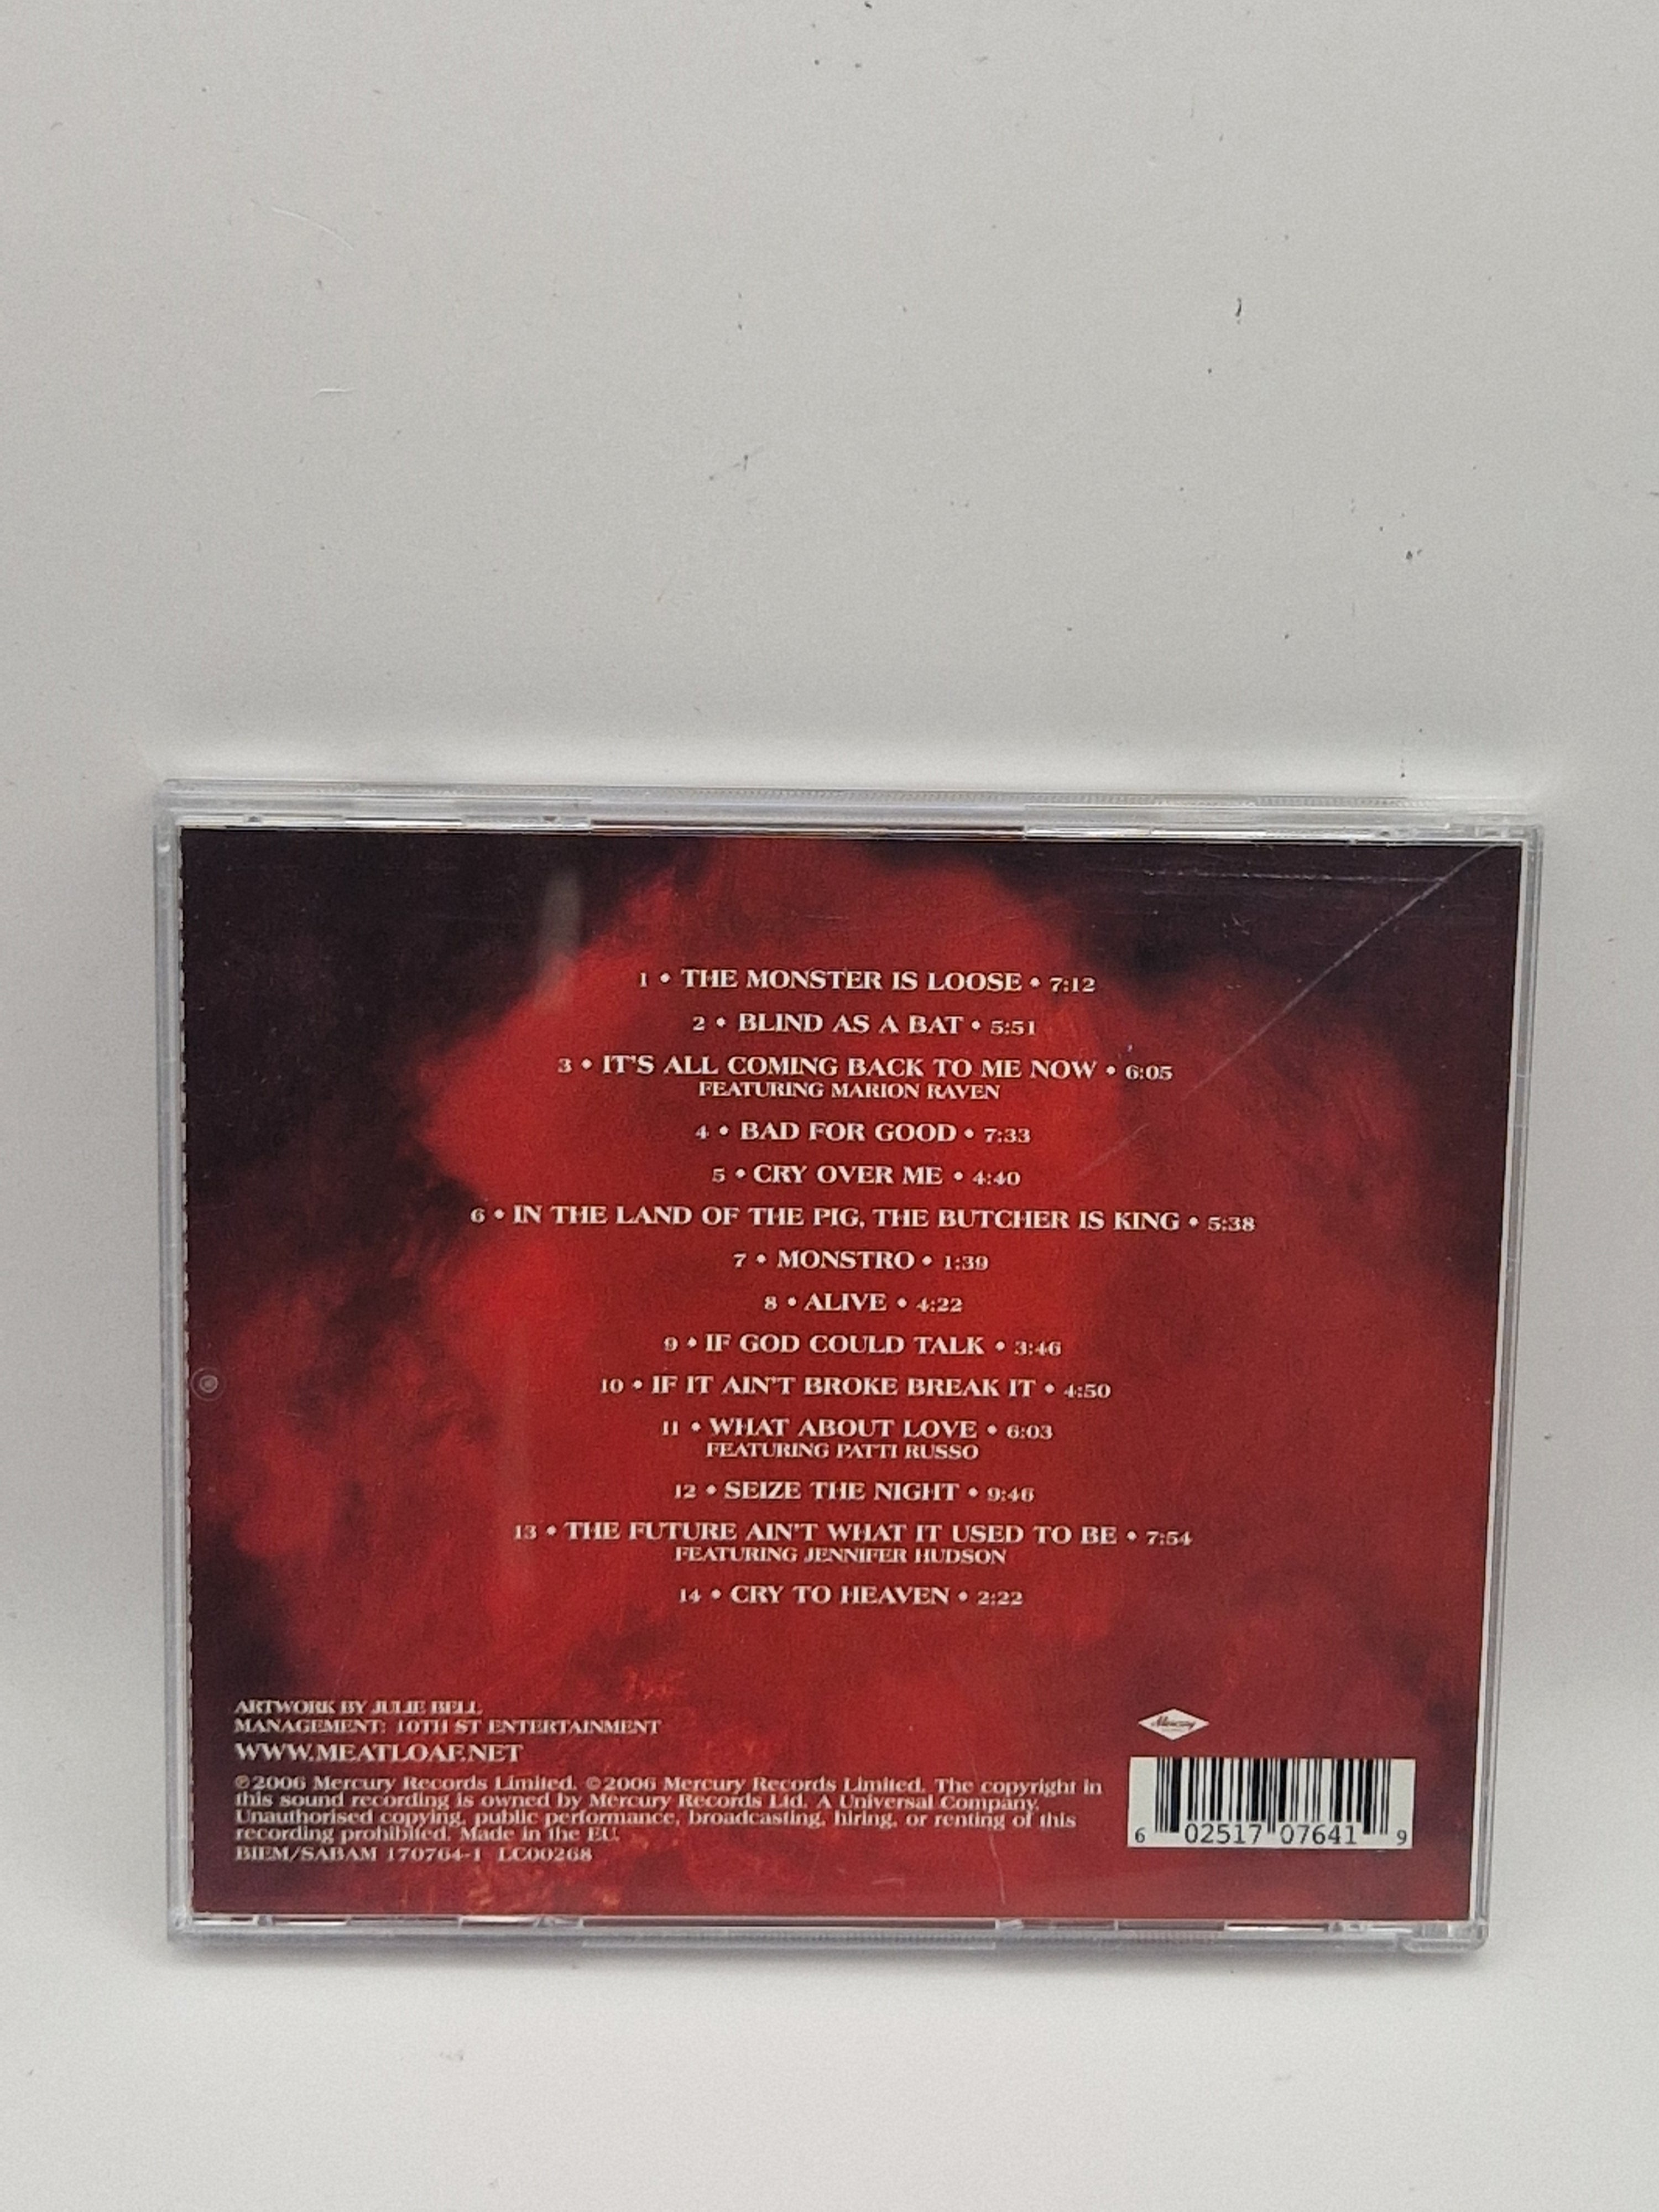 1 • THE MONSTER IS LOOSE • 7:12
2 • BLIND AS A BAT • 5:51
3 • IT'S ALL COMING BACK TO ME NOW • 6:05
FEATURING MARION RAVEN
4 • BAD FOR GOOD • 7:33
5 • CRY OVER ME • 4:40
6 • IN THE LAND OF THE PIG, THE BUTCHER IS KING • 5:38
7 • MONSTRO • 1:39
8 • ALIVE • 4:22
9 • IF GOD COULD TALK • 3:46
10 • IF IT AIN'T BROKE BREAK IT • 4:50
11 • WHAT ABOUT LOVE • 6:03
FEATURING PATTI RUSSO
12 • SEIZE THE NIGHT • 9:46
13 • THE FUTURE AIN'T WHAT IT USED TO BE • 7:54
FEATURING JENNIFER HUDSON
14 • CRY TO HEAVEN • 2:22
ARTWORK BY JULIE BELL
MANAGEMENT: 10TH ST ENTERTAINMENT
WWW.MEATLOAF.NET
℗2006 Mercury Records Limited. ©2006 Mercury Records Limited. The copyright in
this sound recording is owned by Mercury Records Ltd. A Universal Company.
Unauthorised copying, public performance, broadcasting, hiring, or renting of this
recording prohibited. Made in the EU
BIEM/SABAM 170764-1 LC00268
Mercury
6 02517 07641 9